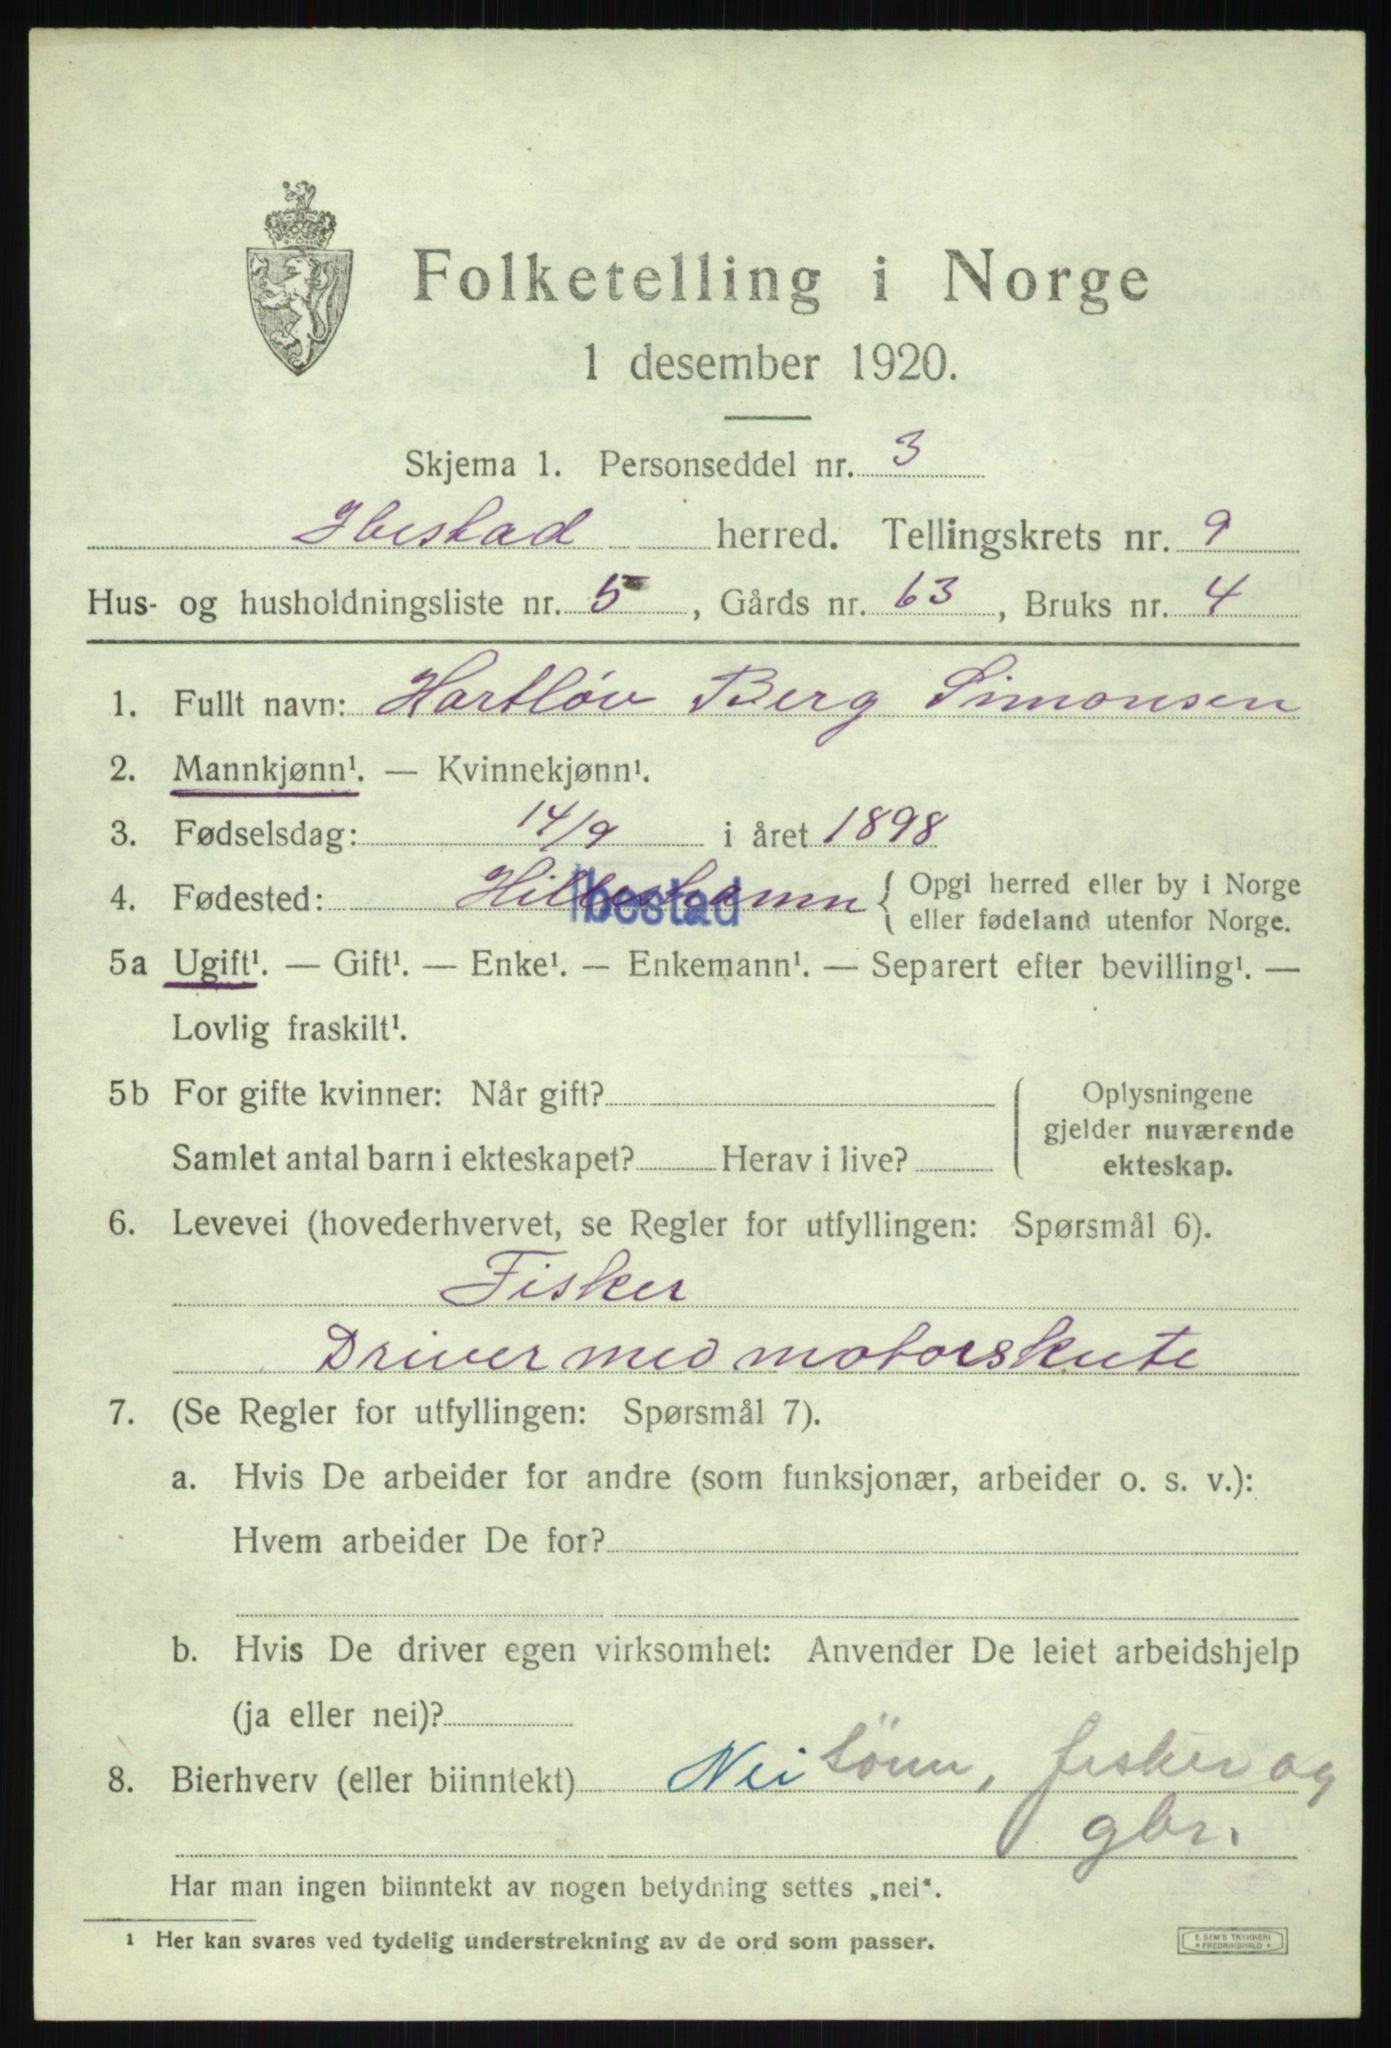 Folketelling i Norge
1 desember 1920.
Skjema 1. Personseddel nr. 3
Ibestad herred. Tellingskrets nr. 9
Hus- og husholdningsliste nr. 5, Gårds nr. 63, Bruks nr. 4
1. Fullt navn: Hartløv Berg Simonsen
2. Mannkjønn¹. — Kvinnekjønn¹.
3. Fødselsdag: 14/9 i året 1898
4. Fødested: Hilleshamn Ibestad { Opgi herred eller by i Norge
eller fødeland utenfor Norge.
5a Ugift¹. — Gift¹. — Enke¹. — Enkemann¹. — Separert efter bevilling¹. —
Lovlig fraskilt¹.
5b For gifte kvinner: Når gift? Oplysningene
gjelder nuværende
Samlet antal barn i ekteskapet? Herav i live? ekteskap.
6. Levevei (hovederhvervet, se Regler for utfyllingen: Spørsmål 6).
Fisker
Driver med motorskute
7. (Se Regler for utfyllingen: Spørsmål 7).
a. Hvis De arbeider for andre (som funksjonær, arbeider o. s. v.):
Hvem arbeider De for?
b. Hvis De driver egen virksomhet: Anvender De leiet arbeidshjelp
(ja eller nei)?
8. Bierhverv (eller biinntekt) Nei Sønn, fisker og
gbr.
Har man ingen biinntekt av nogen betydning settes „nei“.
¹ Her kan svares ved tydelig understrekning av de ord som passer.
E. SEM'S TRYKKERI
* FREDRIKSHALD *